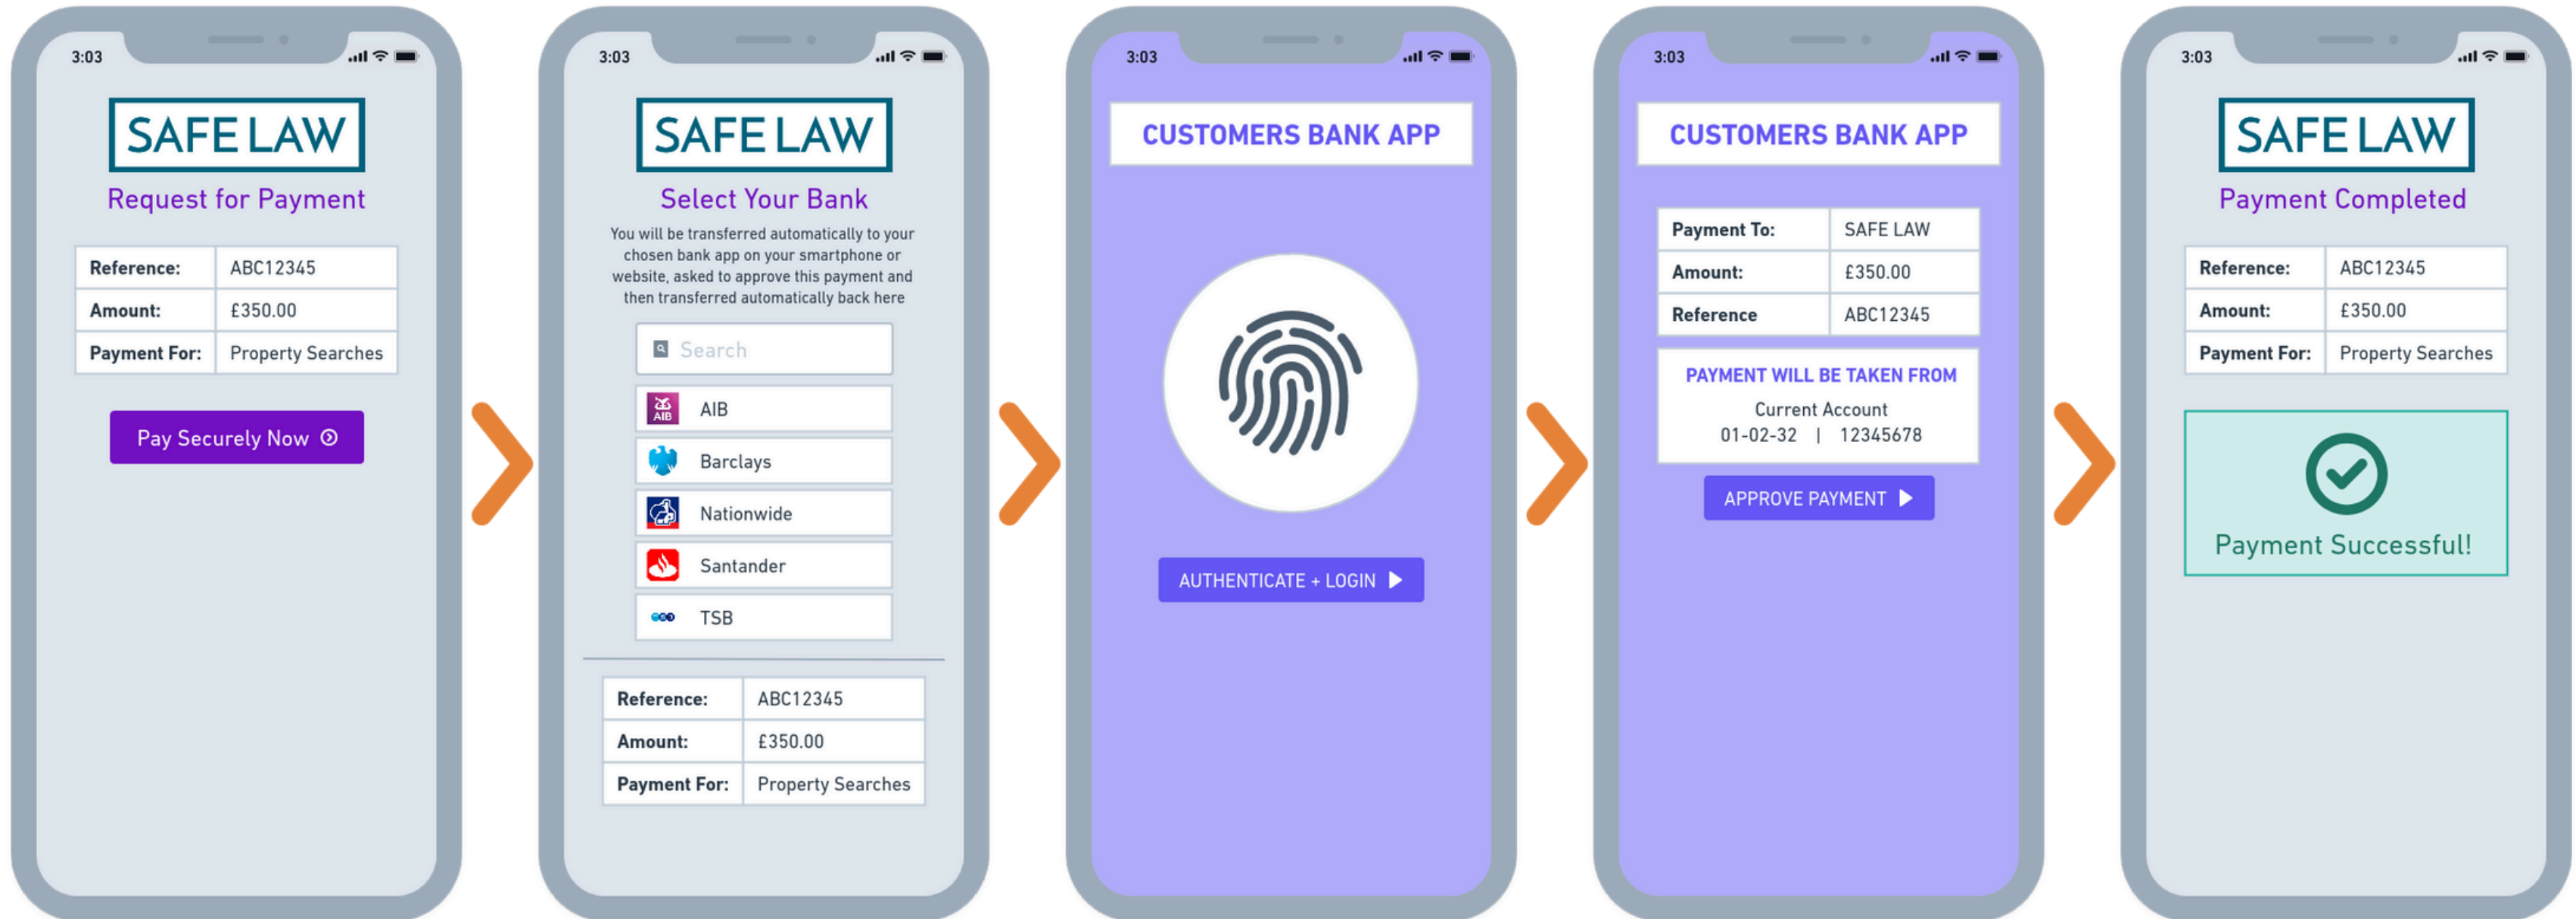 3:03
SAFE LAW
Request for Payment
Reference: ABC12345
Amount: £350.00
Payment For: Property Searches
Pay Securely Now
3:03
SAFE LAW
Select Your Bank
You will be transferred automatically to your
chosen bank app on your smartphone or
website, asked to approve this payment and
then transferred automatically back here
Search
AIB AIB
Barclays
Nationwide
Santander
TSB
Reference: ABC12345
Amount: £350.00
Payment For: Property Searches
3:03
CUSTOMERS BANK APP
AUTHENTICATE + LOGIN
3:03
CUSTOMERS BANK APP
Payment To: SAFE LAW
Amount: £350.00
Reference ABC12345
PAYMENT WILL BE TAKEN FROM
Current Account
01-02-32 | 12345678
APPROVE PAYMENT
3:03
SAFE LAW
Payment Completed
Reference: ABC12345
Amount: £350.00
Payment For: Property Searches
Payment Successful!